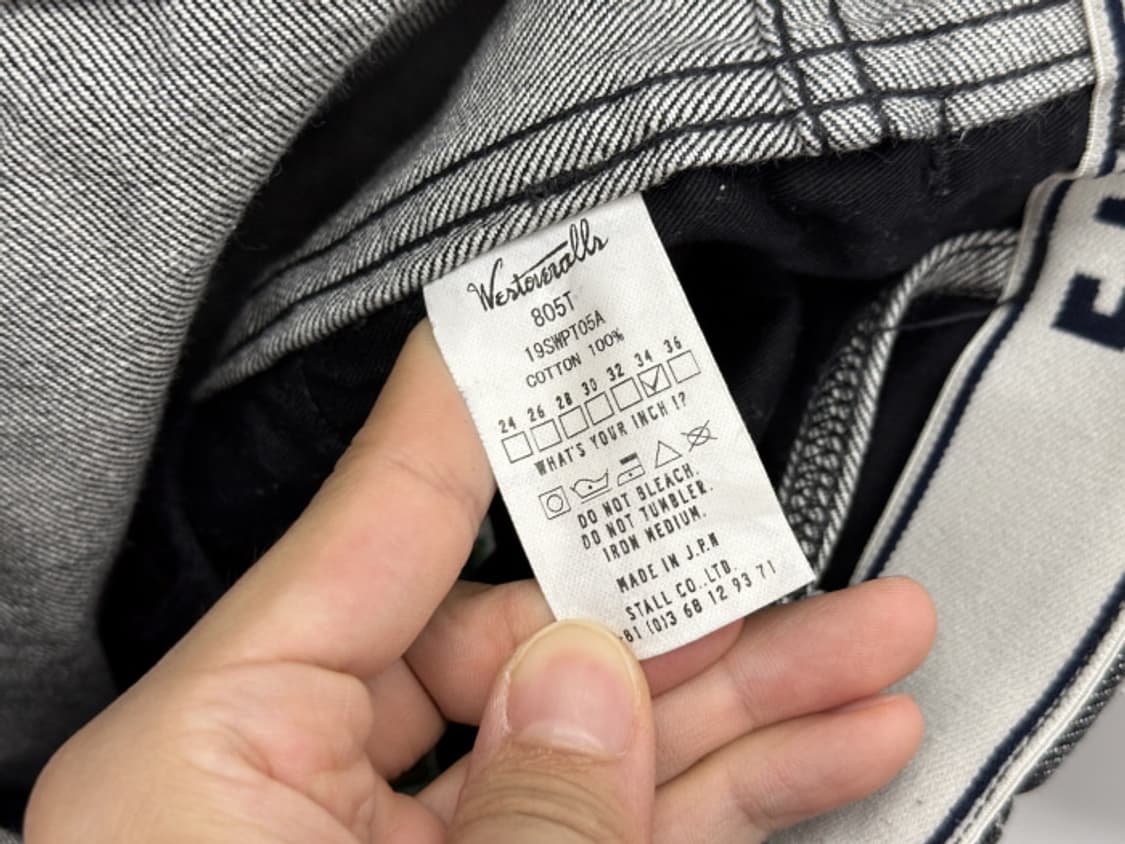 Westoveralls
805T
19SWPT05A
COTTON 100%
24 26 28 30 32 34 36
WHAT'S YOUR INCH !?
DO NOT BLEACH.
DO NOT TUMBLER.
IRON MEDIUM.
MADE IN J.P.N
STALL CO.,LTD.
81 (0)3 68 12 93 71